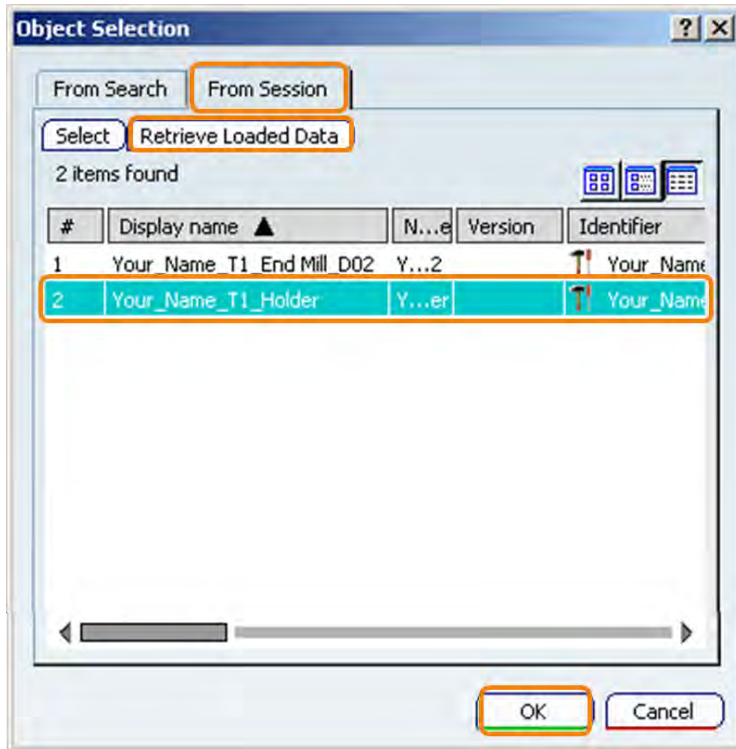 Object Selection ? ×
From Search From Session
Select Retrieve Loaded Data
2 items found
# Display name ▲ N...e Version Identifier
1 Your_Name_T1_End Mill_D02 Y...2 Your_Name
2 Your_Name_T1_Holder Y...er Your_Name
OK Cancel